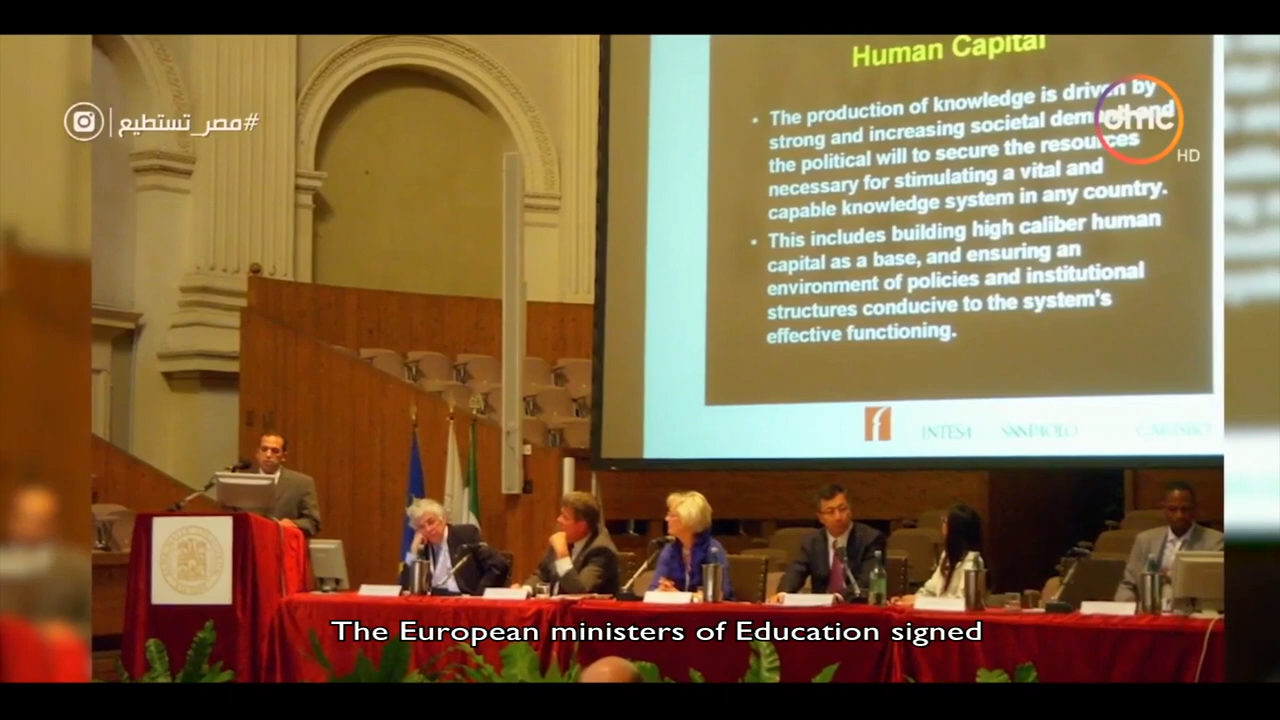 Human Capital
#مصر_تستطيع
dmc
HD
• The production of knowledge is driven by
strong and increasing societal demand and
the political will to secure the resources
necessary for stimulating a vital and
capable knowledge system in any country.
• This includes building high caliber human
capital as a base, and ensuring an
environment of policies and institutional
structures conducive to the system's
effective functioning.
INTESA SANPAOLO
The European ministers of Education signed